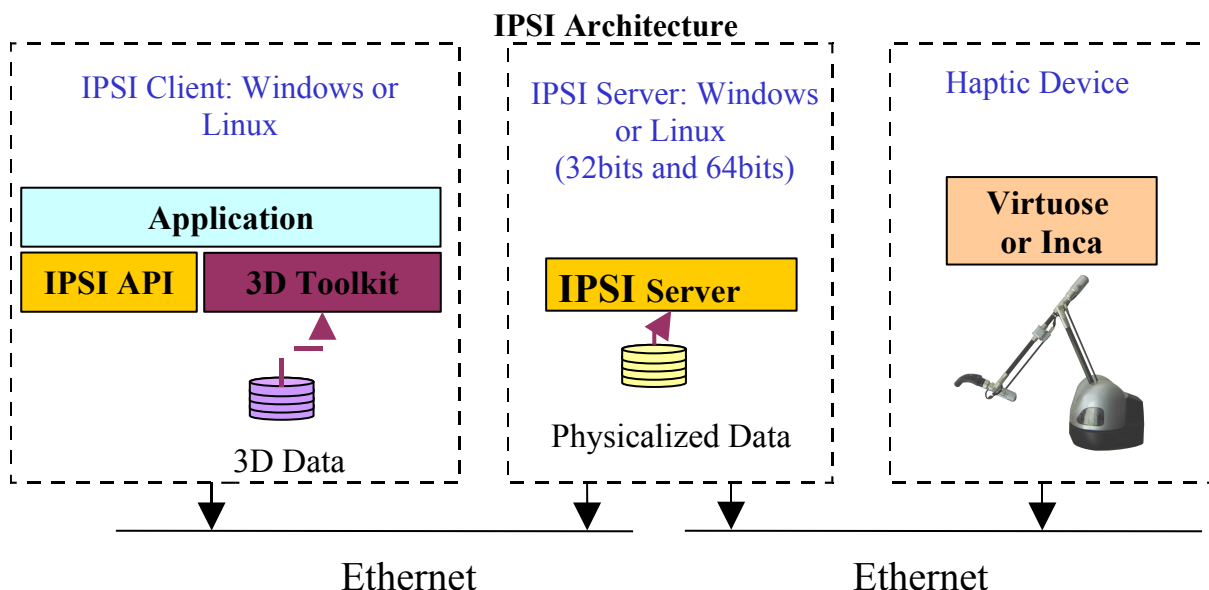 IPSI Architecture
IPSI Client: Windows or
Linux
Application
IPSI API
3D Toolkit
3D Data
IPSI Server: Windows
or Linux
(32bits and 64bits)
IPSI Server
Physicalized Data
Haptic Device
Virtuose
or Inca
Ethernet
Ethernet